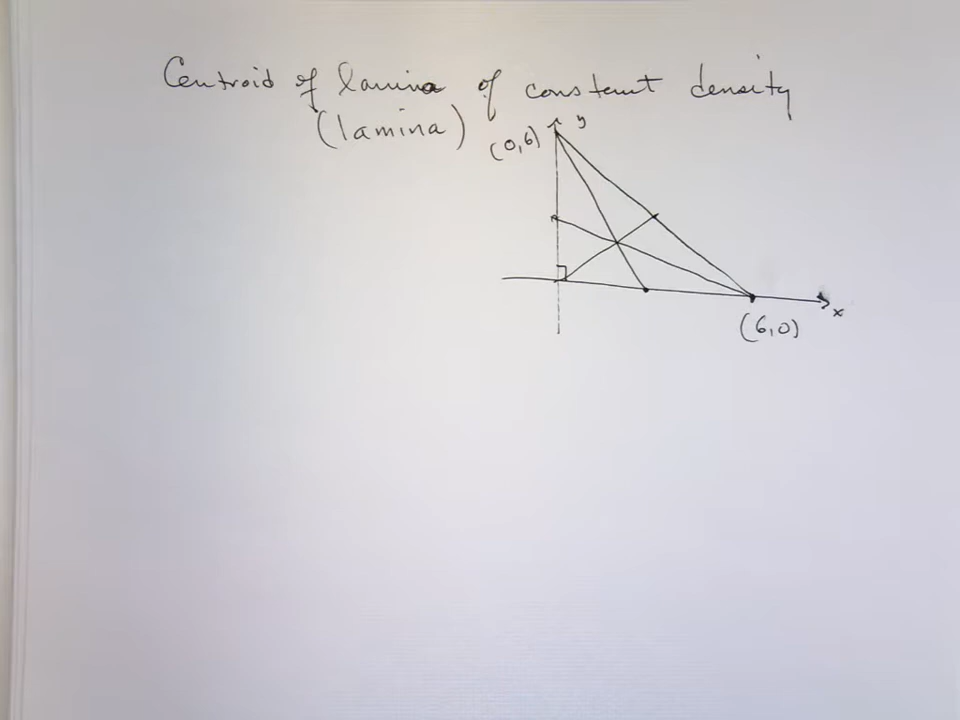 Centroid of lamina of constant density
(lamina)
(0,6)
y
x
(6,0)